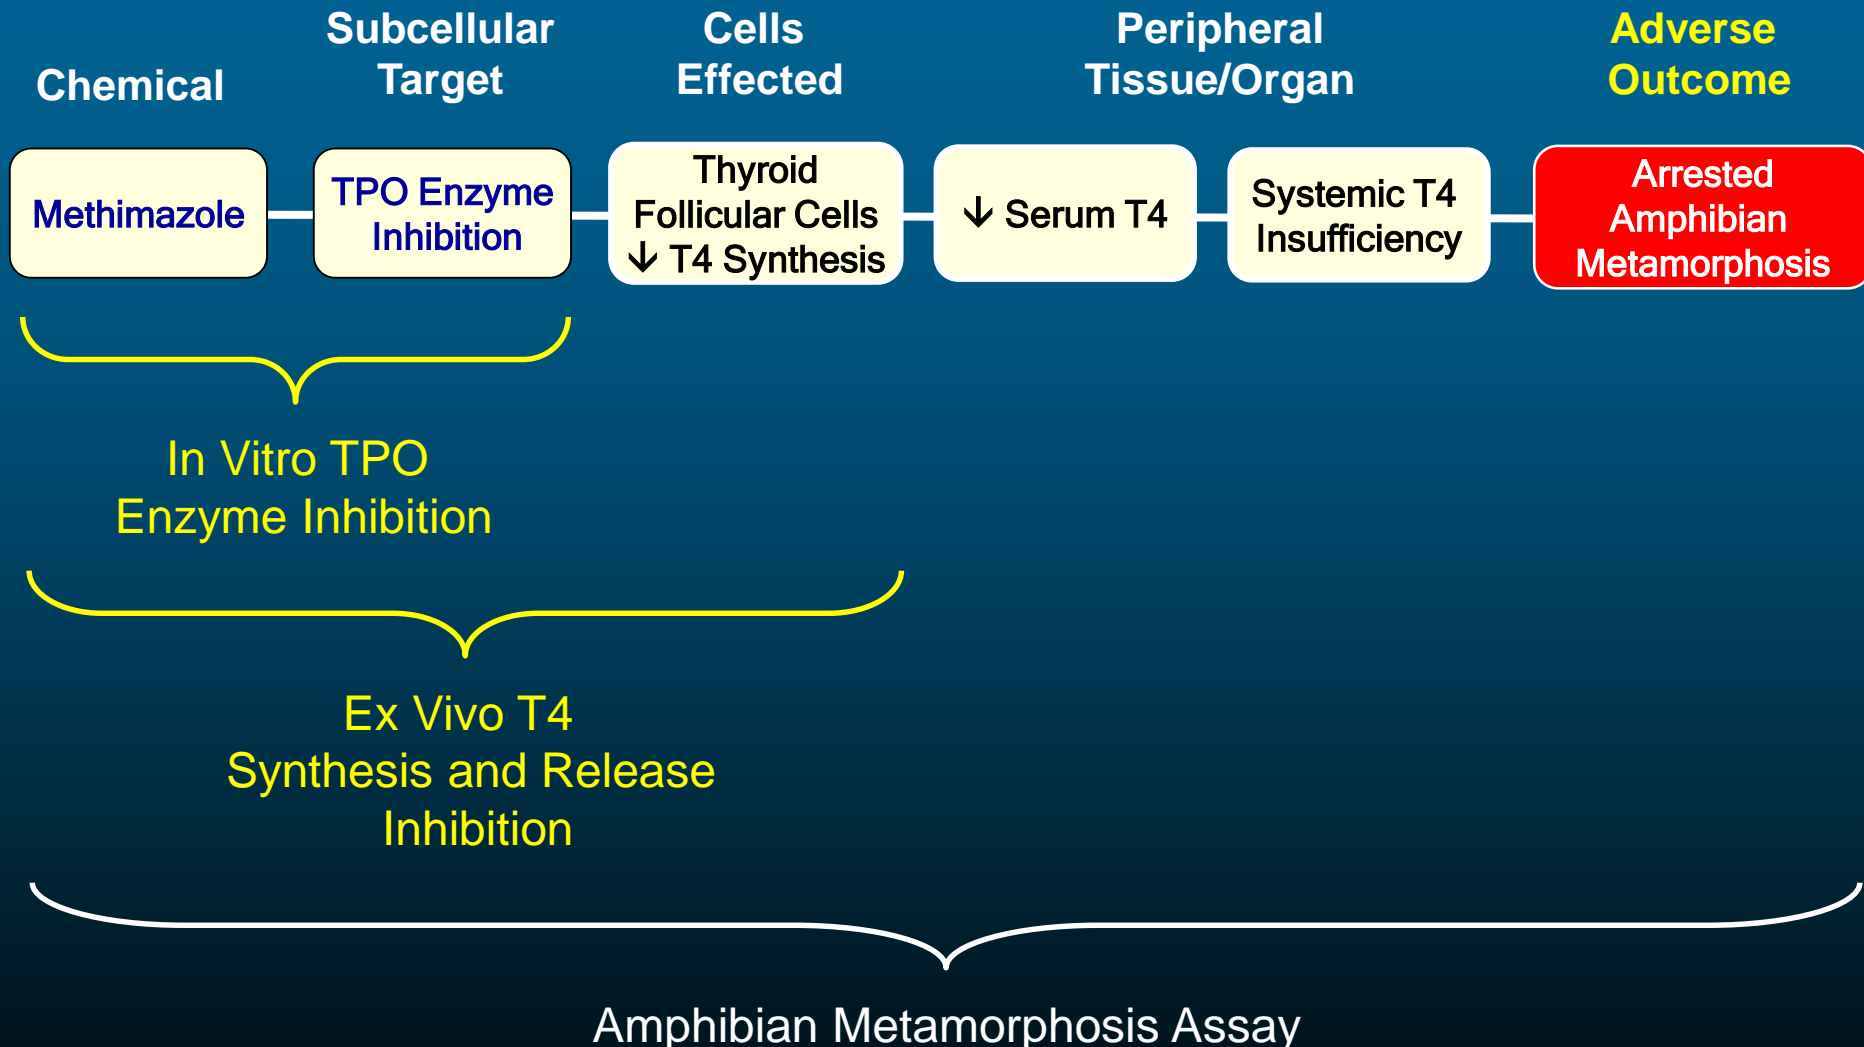 Chemical
Subcellular
Target
Cells
Effected
Peripheral
Tissue/Organ
Adverse
Outcome
Methimazole
TPO Enzyme
Inhibition
Thyroid
Follicular Cells
↓ T4 Synthesis
↓ Serum T4
Systemic T4
Insufficiency
Arrested
Amphibian
Metamorphosis
In Vitro TPO
Enzyme Inhibition
Ex Vivo T4
Synthesis and Release
Inhibition
Amphibian Metamorphosis Assay